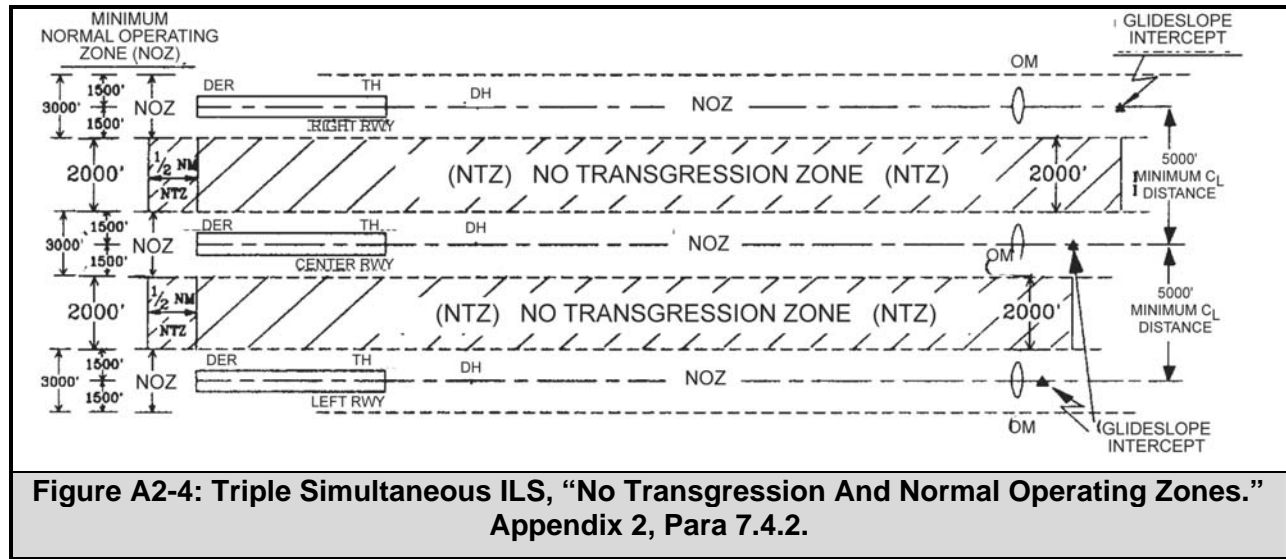 MINIMUM
NORMAL OPERATING
ZONE (NOZ)
GLIDESLOPE
INTERCEPT
OM
DER
TH
DH
NOZ
NOZ
3000'
1500'
1500'
RIGHT RWY
2000'
1/2 NM
NTZ
(NTZ) NO TRANSGRESSION ZONE (NTZ)
2000'
5000'
MINIMUM CL
DISTANCE
3000'
1500'
1500'
NOZ
DER
TH
DH
NOZ
CENTER RWY
OM
2000'
1/2 NM
NTZ
(NTZ) NO TRANSGRESSION ZONE (NTZ)
2000'
5000'
MINIMUM CL
DISTANCE
3000'
1500'
1500'
NOZ
DER
TH
DH
NOZ
LEFT RWY
OM
GLIDESLOPE
INTERCEPT
Figure A2-4: Triple Simultaneous ILS, “No Transgression And Normal Operating Zones.”
Appendix 2, Para 7.4.2.